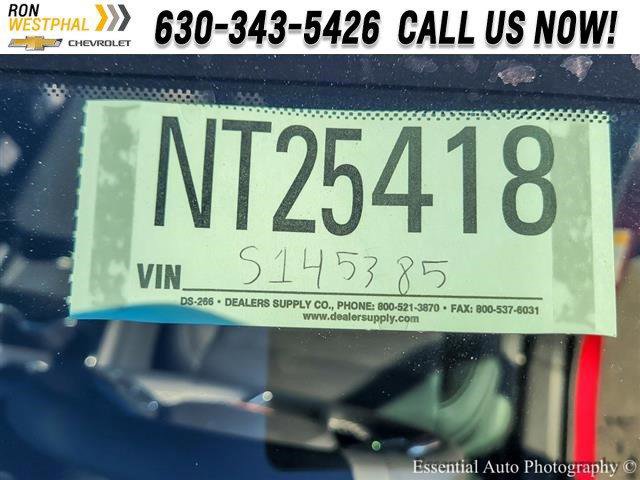 RON
WESTPHAL
CHEVROLET
630-343-5426 CALL US NOW!
NT25418
VIN S145385
DS-266 • DEALERS SUPPLY CO., PHONE: 800-521-3870 • FAX: 800-537-6031
www.dealersupply.com
Essential Auto Photography ©